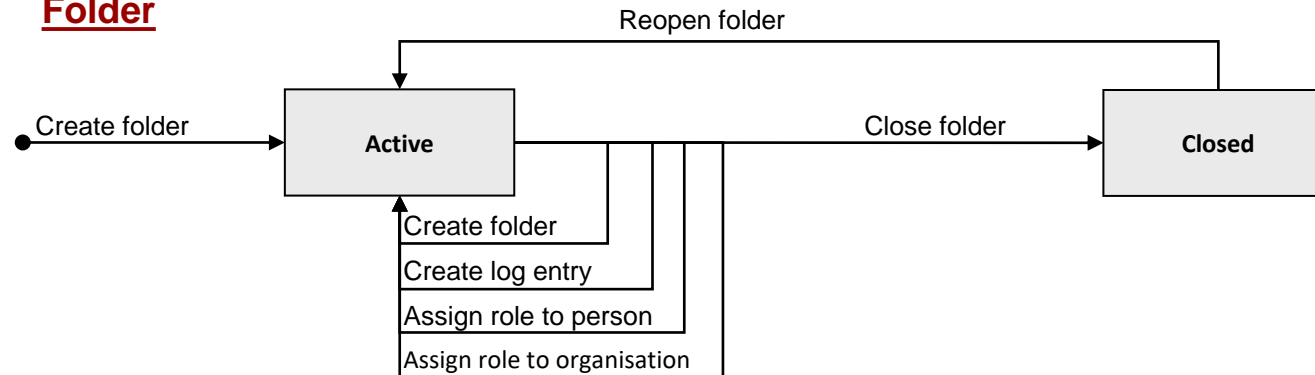 Folder
Reopen folder
Create folder
Active
Close folder
Closed
Create folder
Create log entry
Assign role to person
Assign role to organisation